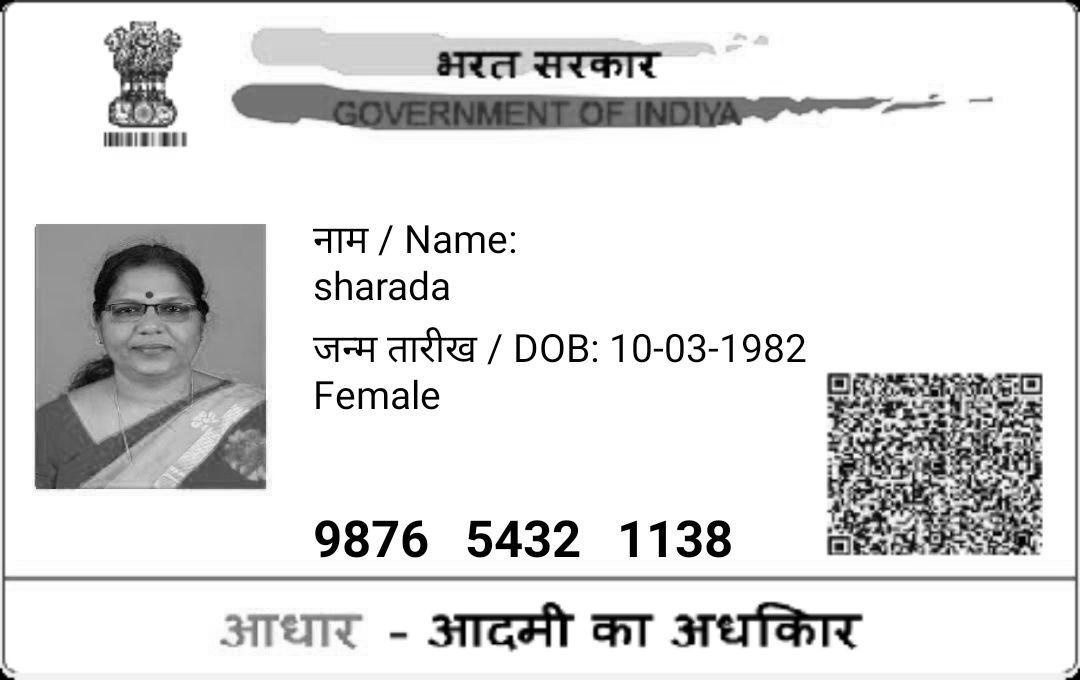 भरत सरकार
GOVERNMENT OF INDIYA
नाम / Name:
sharada
जन्म तारीख / DOB: 10-03-1982
Female
9876 5432 1138
आधार - आदमी का अधकिार